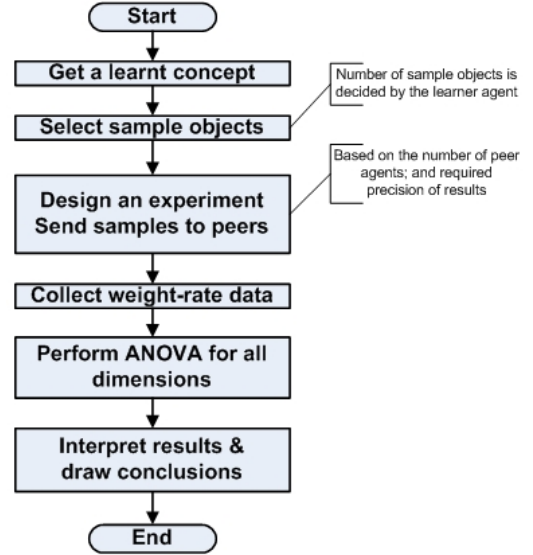 Start
Get a learnt concept
Number of sample objects is
decided by the learner agent
Select sample objects
Based on the number of peer
agents; and required
precision of results
Design an experiment
Send samples to peers
Collect weight-rate data
Perform ANOVA for all
dimensions
Interpret results &
draw conclusions
End